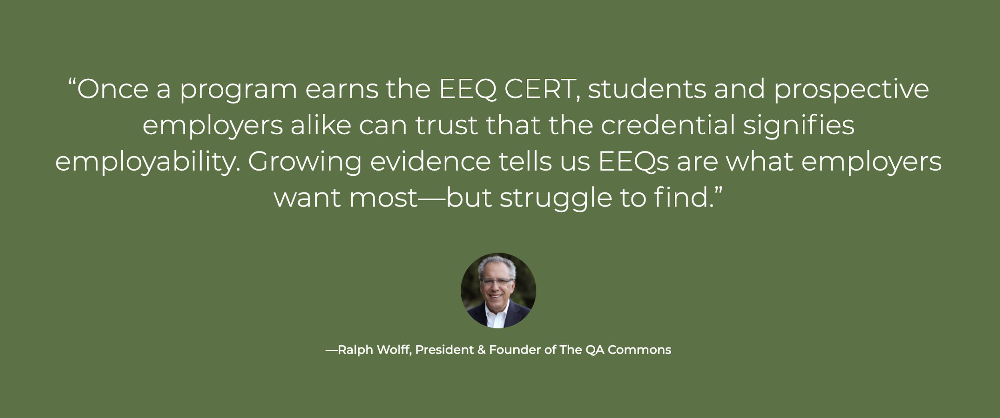 “Once a program earns the EEQ CERT, students and prospective
employers alike can trust that the credential signifies
employability. Growing evidence tells us EEQs are what employers
want most—but struggle to find.”
—Ralph Wolff, President & Founder of The QA Commons